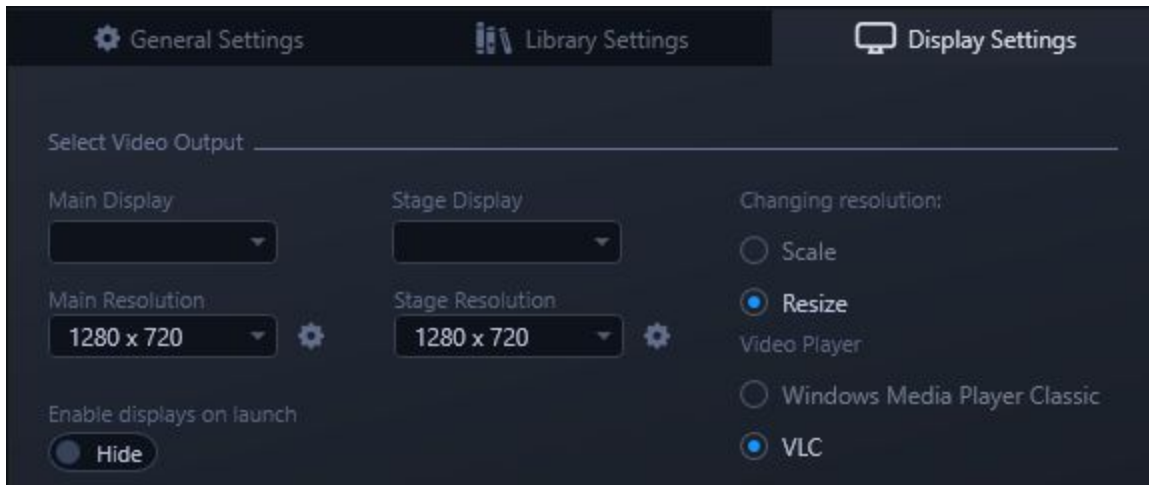 General Settings
Library Settings
Display Settings
Select Video Output
Main Display
Stage Display
Changing resolution:
Scale
Main Resolution
Stage Resolution
Resize
1280 x 720
1280 x 720
Video Player
Windows Media Player Classic
Enable displays on launch
Hide
VLC